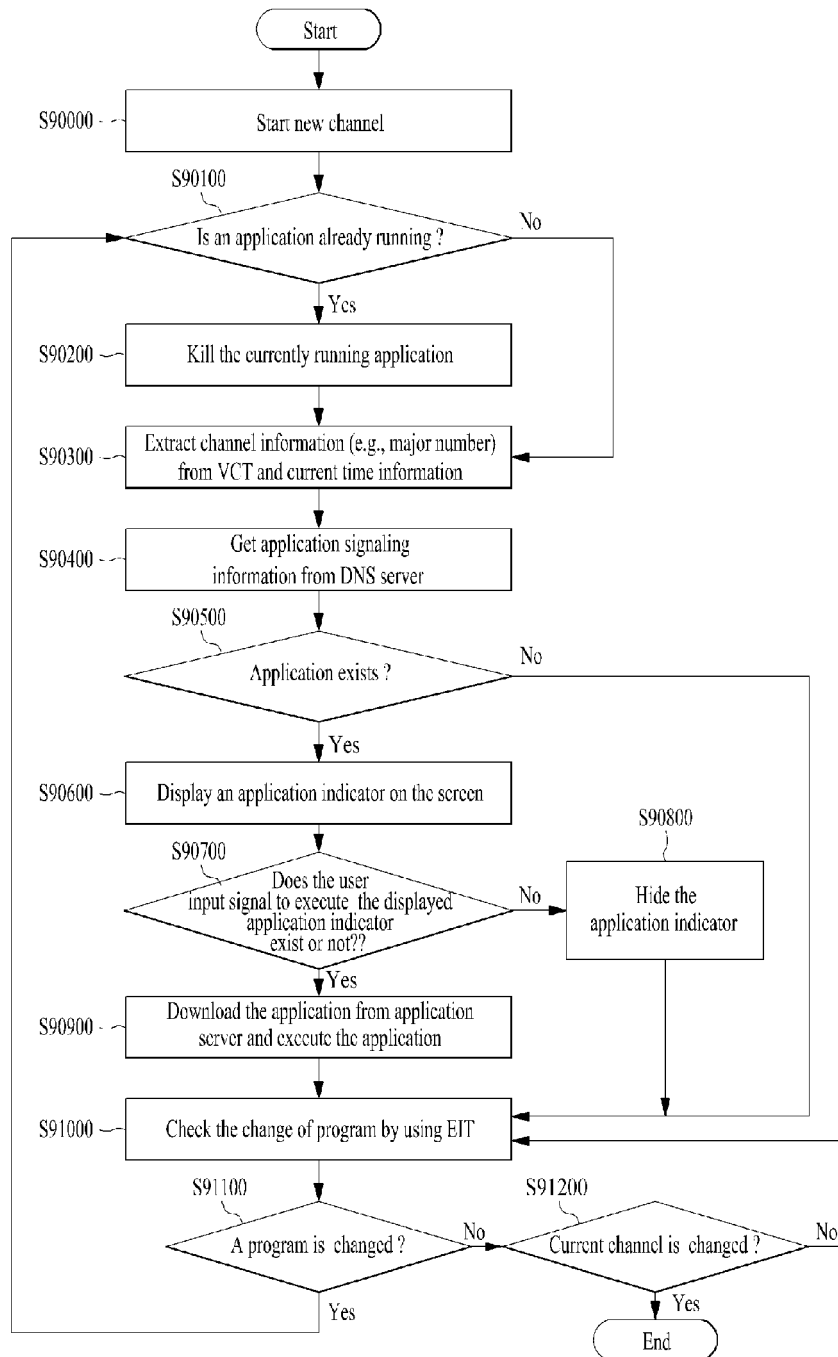 Start
S90000
Start new channel
S90100
Is an application already running ?
No
Yes
S90200
Kill the currently running application
S90300
Extract channel information (e.g., major number)
from VCT and current time information
S90400
Get application signaling
information from DNS server
S90500
Application exists ?
No
Yes
S90600
Display an application indicator on the screen
S90700
Does the user
input signal to execute the displayed
application indicator
exist or not??
No
Yes
S90800
Hide the
application indicator
S90900
Download the application from application
server and execute the application
S91000
Check the change of program by using EIT
S91100
A program is changed ?
No
Yes
S91200
Current channel is changed ?
No
Yes
End